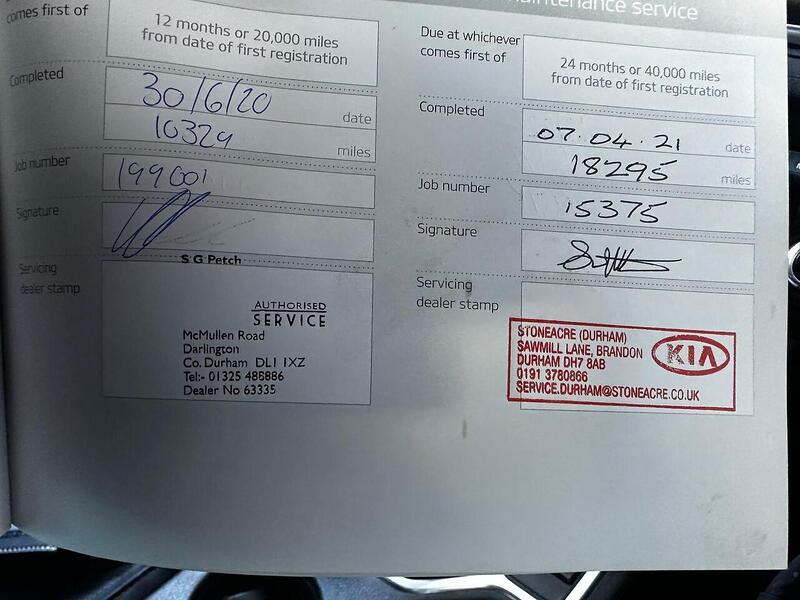 comes first of
12 months or 20,000 miles
from date of first registration
Completed
30/6/20
date
10329
miles
Job number
199001
Signature
S G Petch
Servicing
dealer stamp
AUTHORISED
SERVICE
McMullen Road
Darlington
Co. Durham DL1 1XZ
Tel:- 01325 488886
Dealer No 63335
maintenance service
Due at whichever
comes first of
24 months or 40,000 miles
from date of first registration
Completed
07.04.21
date
18295
miles
Job number
15375
Signature
Servicing
dealer stamp
STONEACRE (DURHAM)
SAWMILL LANE, BRANDON
DURHAM DH7 8AB
0191 3780866
SERVICE.DURHAM@STONEACRE.CO.UK
KIA